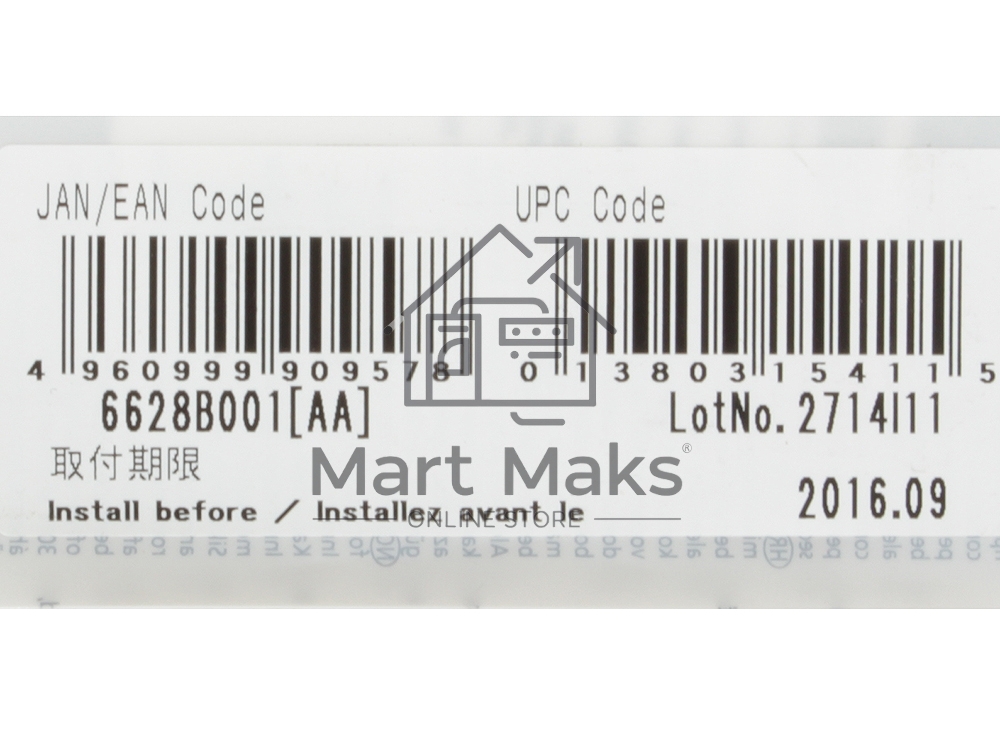 JAN/EAN Code
UPC Code
4 960999 909578
0 13803 15411 5
6628B001[AA]
LotNo. 2714I11
取付期限
Mart Maks®
2016.09
Install before / Installez avant le
ONLINE STORE